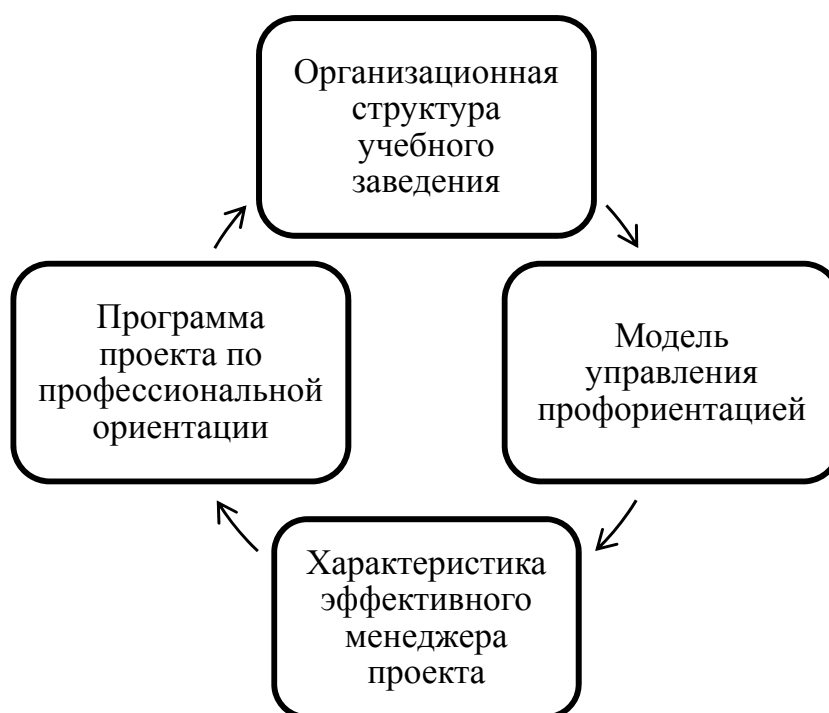 Организационная
структура
учебного
заведения
Модель
управления
профориентацией
Характеристика
эффективного
менеджера
проекта
Программа
проекта по
профессиональной
ориентации